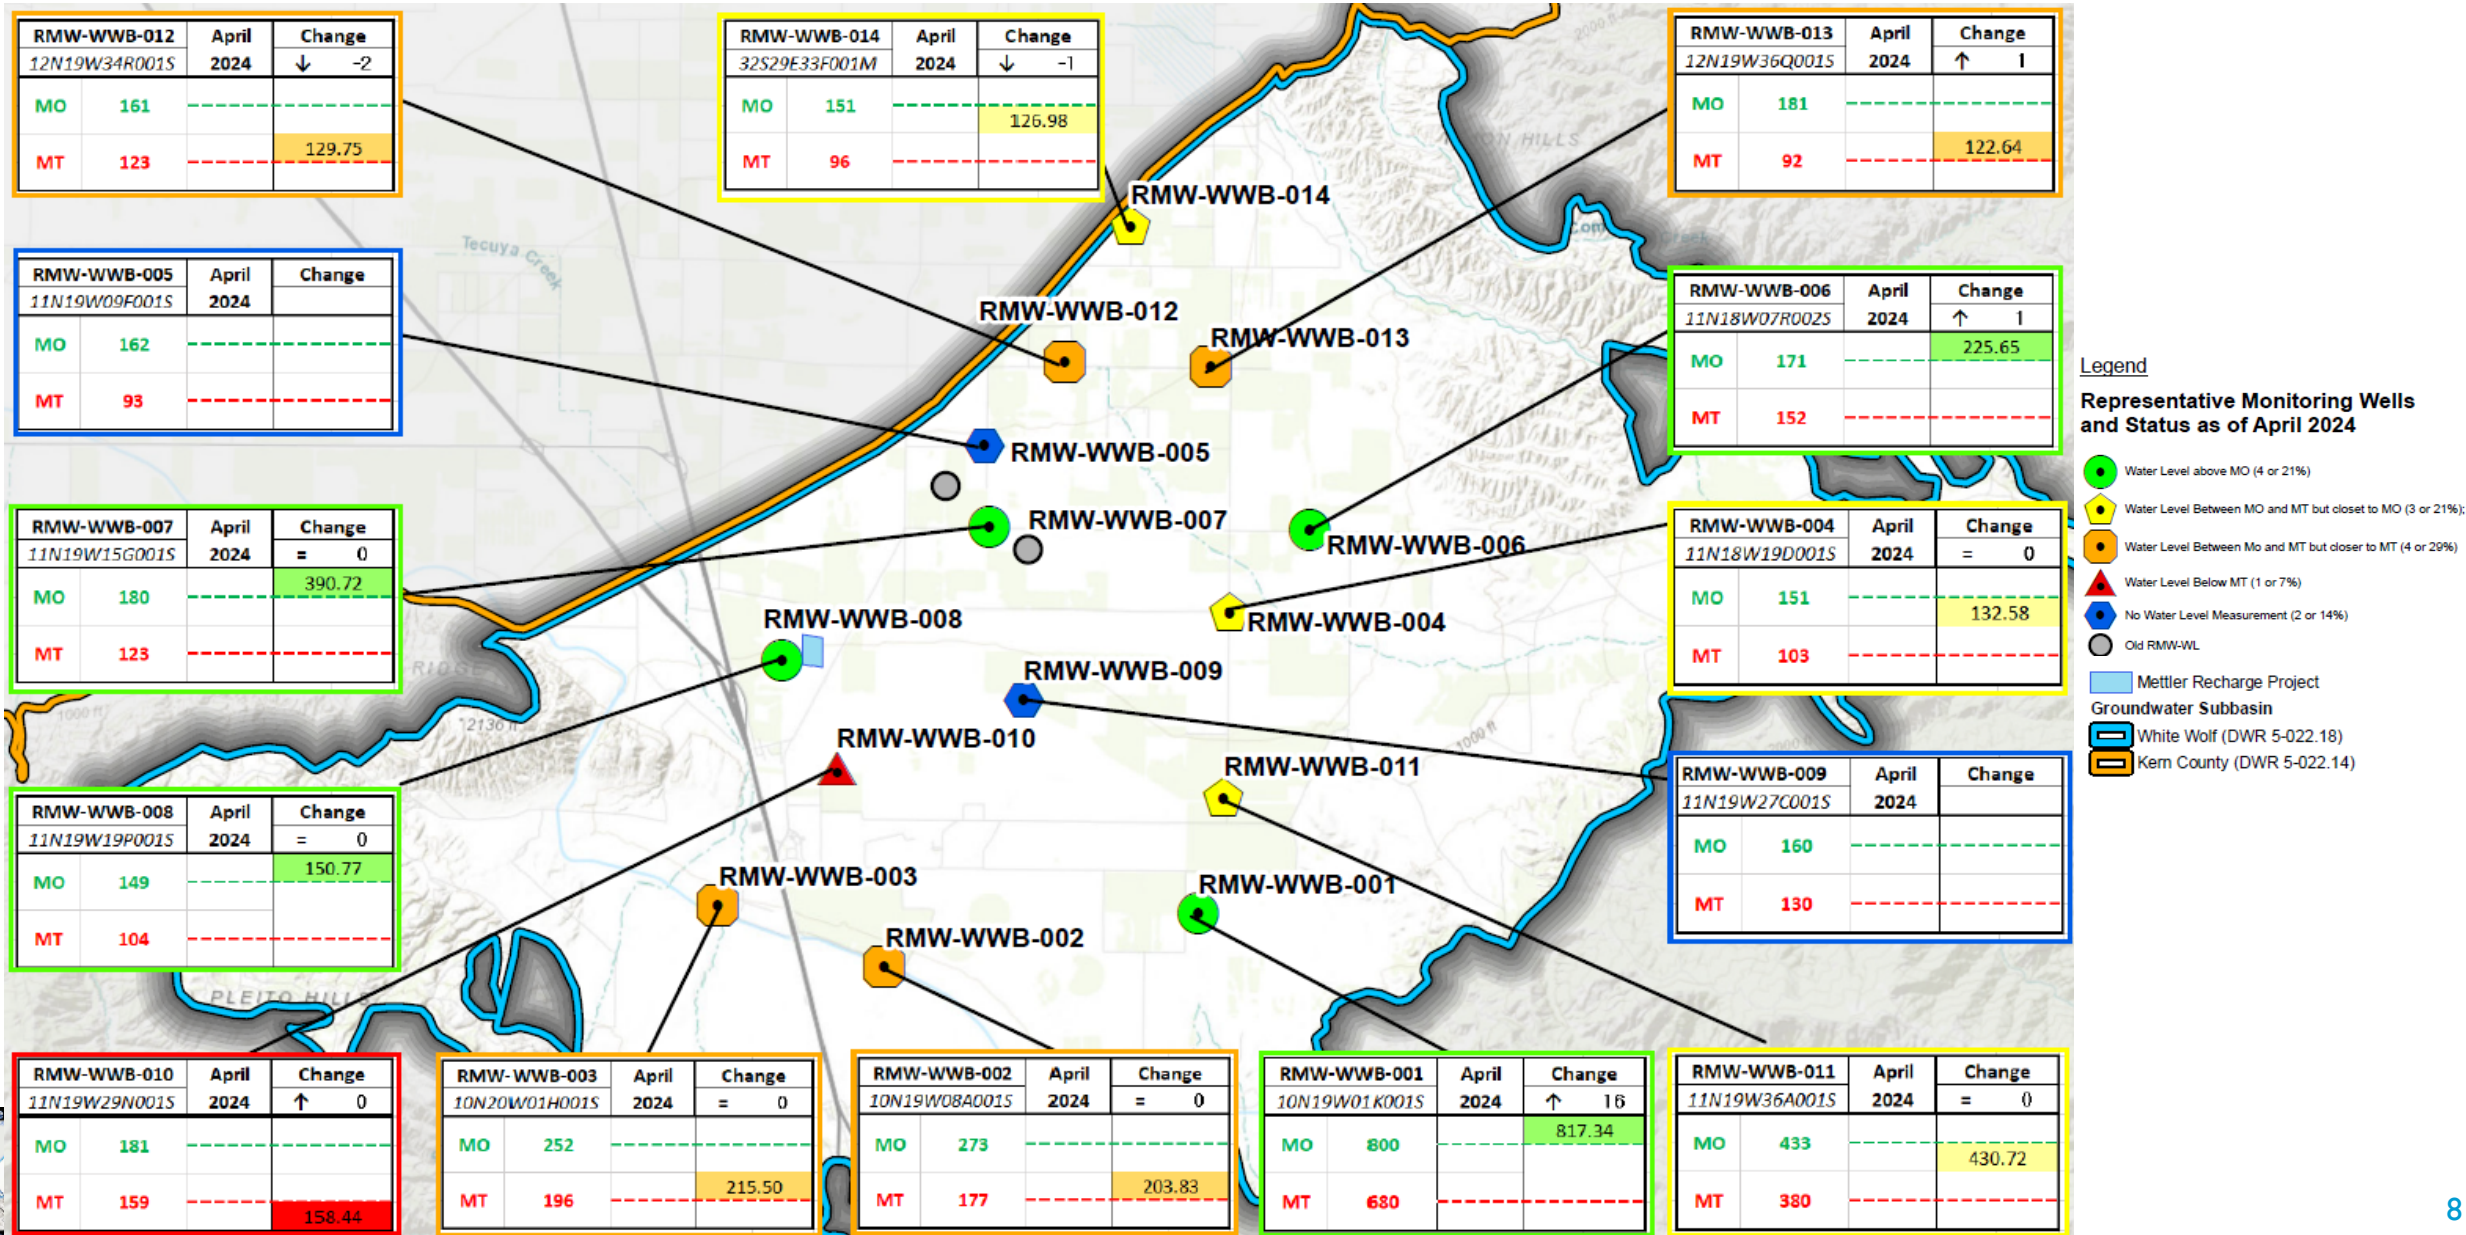 RMW-WWB-012 April Change
12N19W34R001S 2024 ↓ -2
MO 161
129.75
MT 123
RMW-WWB-014 April Change
32S29E33F001M 2024 ↓ -1
MO 151
126.98
MT 96
RMW-WWB-013 April Change
12N19W36Q001S 2024 ↑ 1
MO 181
122.64
MT 92
RMW-WWB-005 April Change
11N19W09F001S 2024
MO 162
MT 93
RMW-WWB-006 April Change
11N18W07R002S 2024 ↑ 1
225.65
MO 171
MT 152
RMW-WWB-007 April Change
11N19W15G001S 2024 = 0
390.72
MO 180
MT 123
RMW-WWB-004 April Change
11N18W19D001S 2024 = 0
MO 151
132.58
MT 103
RMW-WWB-008 April Change
11N19W19P001S 2024 = 0
150.77
MO 149
MT 104
RMW-WWB-009 April Change
11N19W27C001S 2024
MO 160
MT 130
RMW-WWB-010 April Change
11N19W29N001S 2024 ↑ 0
MO 181
MT 159
158.44
RMW-WWB-003 April Change
10N20W01H001S 2024 = 0
MO 252
215.50
MT 196
RMW-WWB-002 April Change
10N19W08A001S 2024 = 0
MO 273
203.83
MT 177
RMW-WWB-001 April Change
10N19W01K001S 2024 ↑ 16
817.34
MO 800
MT 680
RMW-WWB-011 April Change
11N19W36A001S 2024 = 0
MO 433
430.72
MT 380
2000 ft
HILLS
Tecuya Creek
Creek
RMW-WWB-014
RMW-WWB-012
RMW-WWB-013
RMW-WWB-005
RMW-WWB-007
RMW-WWB-006
RMW-WWB-008
RMW-WWB-004
RIDGE
RMW-WWB-009
1000 ft
2136 ft
RMW-WWB-010
1000 ft
2000 ft
RMW-WWB-011
RMW-WWB-003
RMW-WWB-001
RMW-WWB-002
PLEITO HILLS
Legend
Representative Monitoring Wells
and Status as of April 2024
Water Level above MO (4 or 21%)
Water Level Between MO and MT but closet to MO (3 or 21%);
Water Level Between Mo and MT but closer to MT (4 or 29%)
Water Level Below MT (1 or 7%)
No Water Level Measurement (2 or 14%)
Old RMW-WL
Mettler Recharge Project
Groundwater Subbasin
White Wolf (DWR 5-022.18)
Kern County (DWR 5-022.14)
8